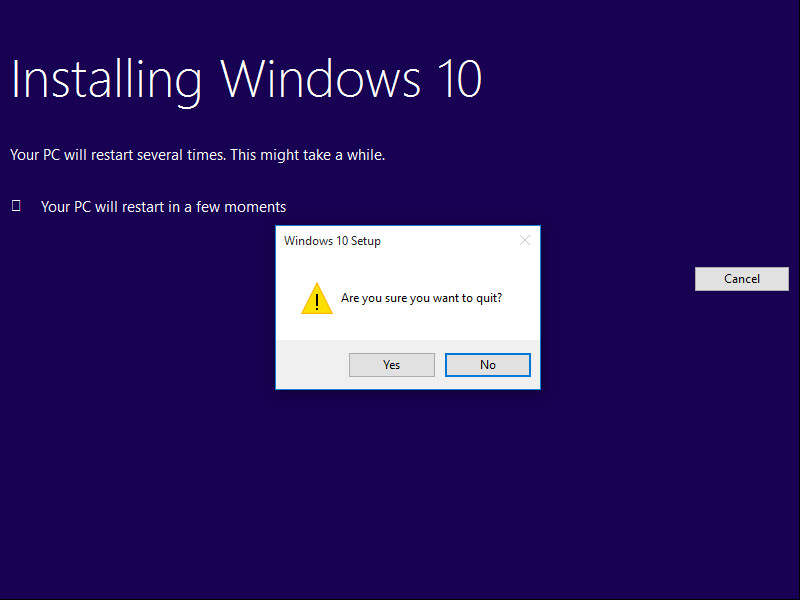 Installing Windows 10
Your PC will restart several times. This might take a while.
Your PC will restart in a few moments
Windows 10 Setup
Cancel
Are you sure you want to quit?
Yes No